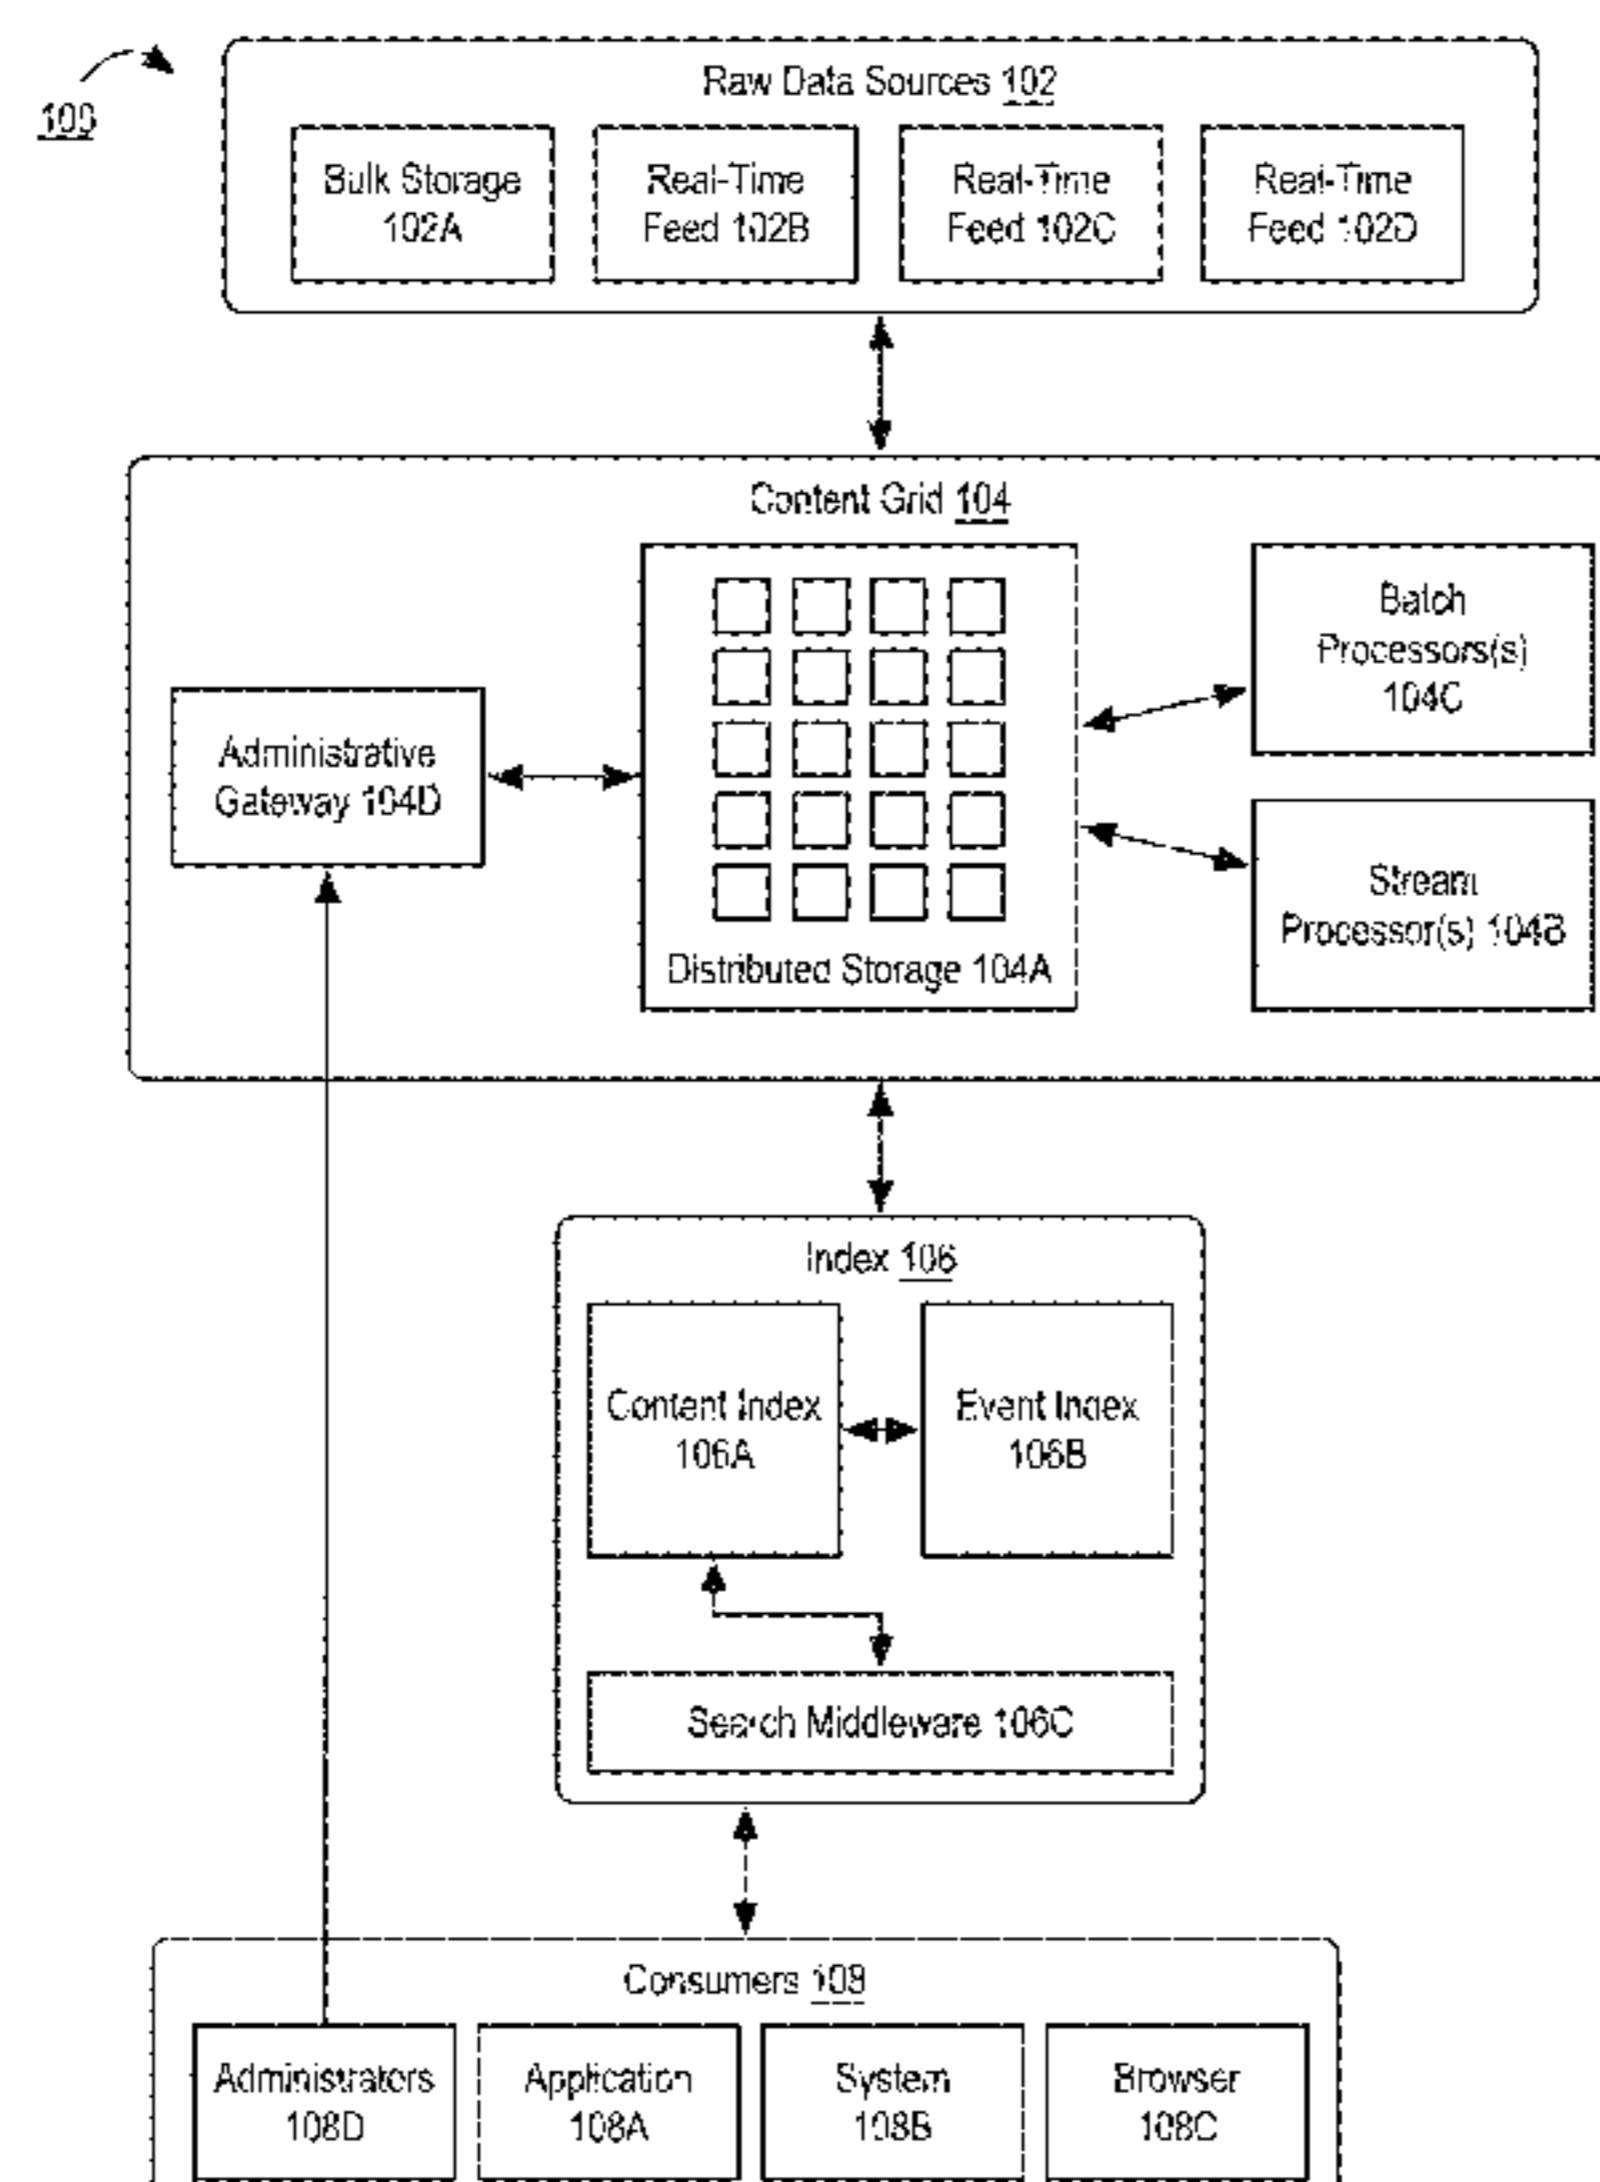 100
Raw Data Sources 102
Bulk Storage
102A
Real-Time
Feed 102B
Real-Time
Feed 102C
Real-Time
Feed 102D
Content Grid 104
Administrative
Gateway 104D
Distributed Storage 104A
Batch
Processors(s)
104C
Stream
Processor(s) 104B
Index 106
Content Index
106A
Event Index
106B
Search Middleware 106C
Consumers 108
Administrators
108D
Application
108A
System
108B
Browser
108C